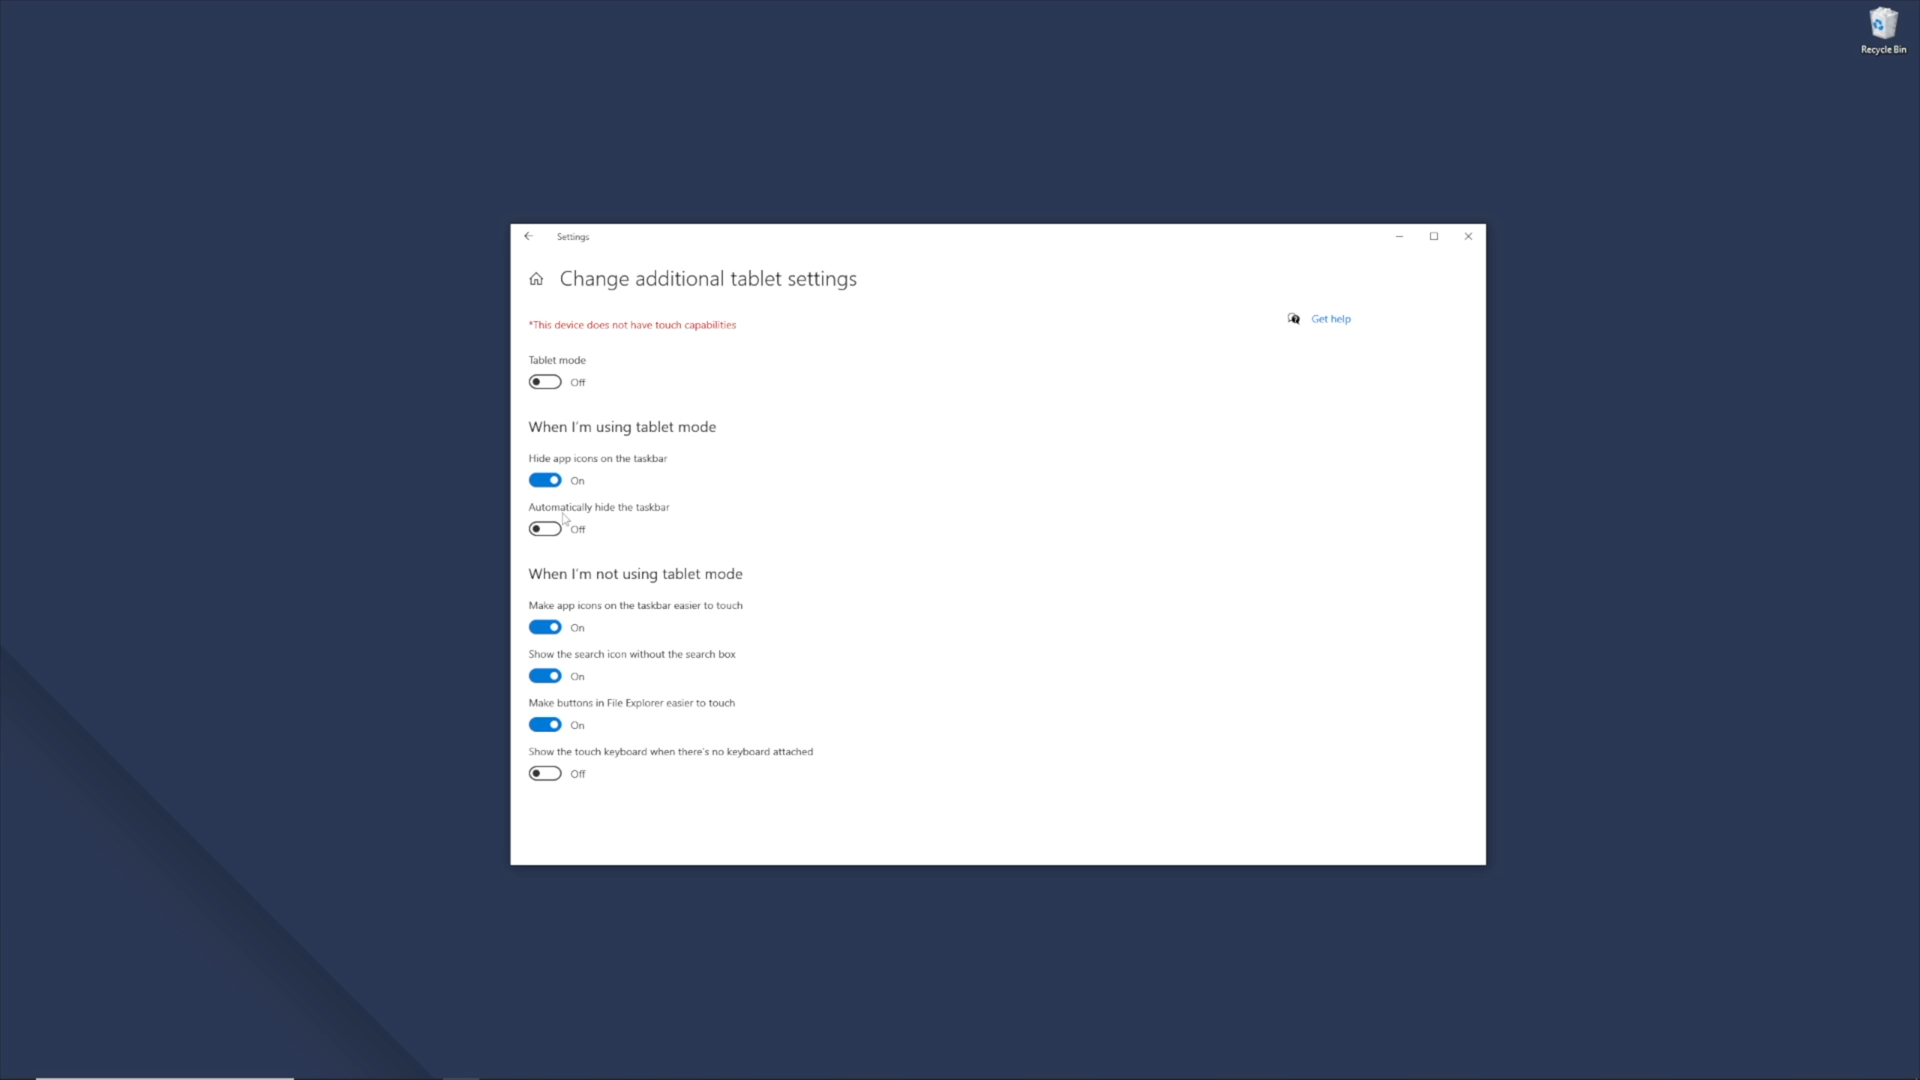 Recycle Bin
Settings
Change additional tablet settings
*This device does not have touch capabilities
Get help
Tablet mode
Off
When I'm using tablet mode
Hide app icons on the taskbar
On
Automatically hide the taskbar
Off
When I'm not using tablet mode
Make app icons on the taskbar easier to touch
On
Show the search icon without the search box
On
Make buttons in File Explorer easier to touch
On
Show the touch keyboard when there's no keyboard attached
Off